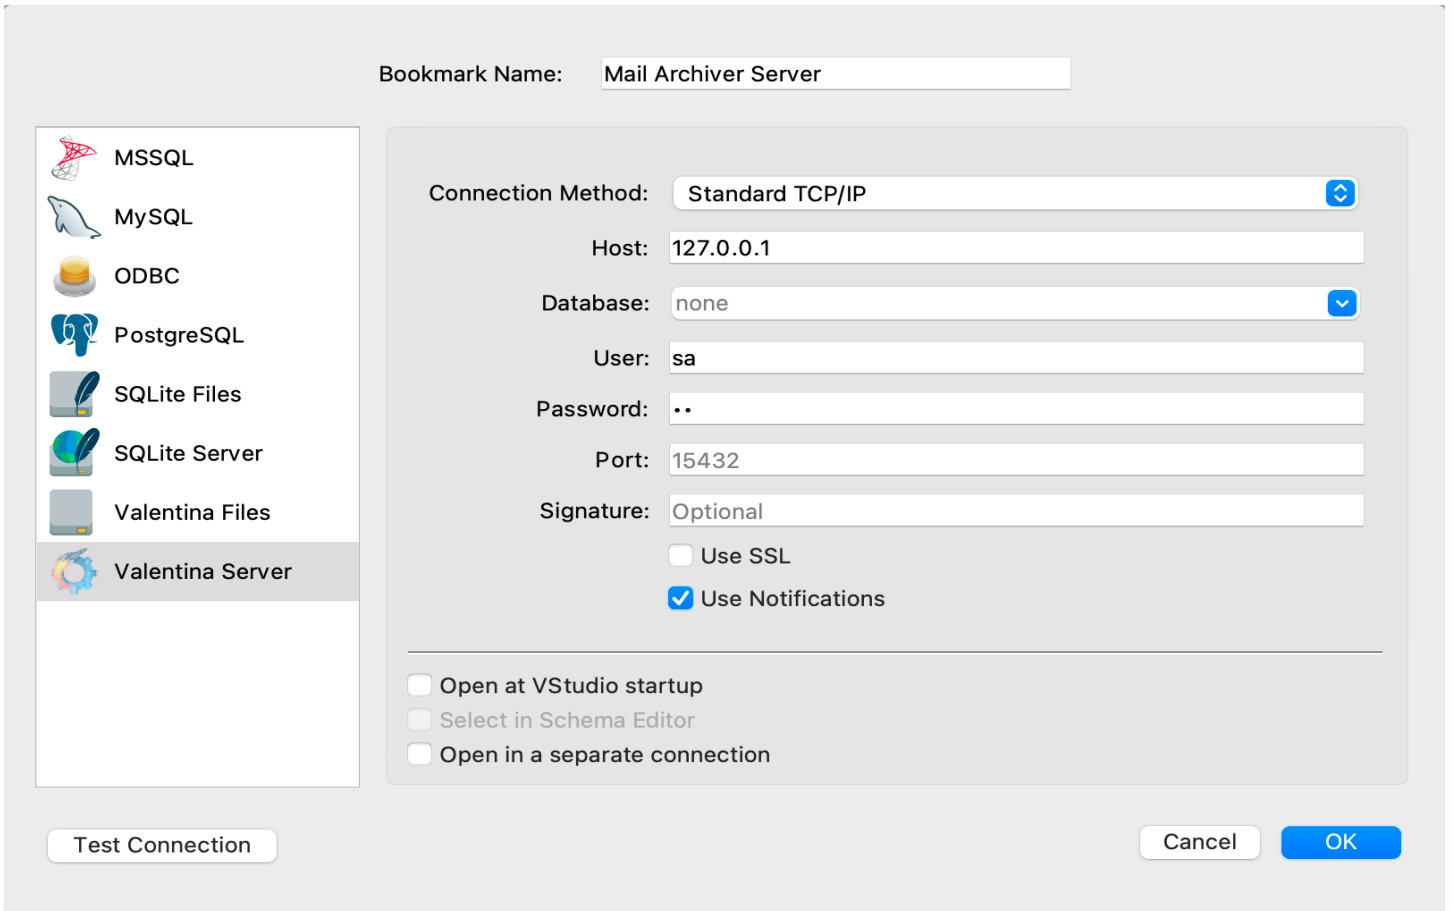 Bookmark Name: Mail Archiver Server
MSSQL
MySQL
ODBC
PostgreSQL
SQLite Files
SQLite Server
Valentina Files
Valentina Server
Connection Method: Standard TCP/IP
Host: 127.0.0.1
Database: none
User: sa
Password: ••
Port: 15432
Signature: Optional
Use SSL
Use Notifications
Open at VStudio startup
Select in Schema Editor
Open in a separate connection
Test Connection
Cancel
OK